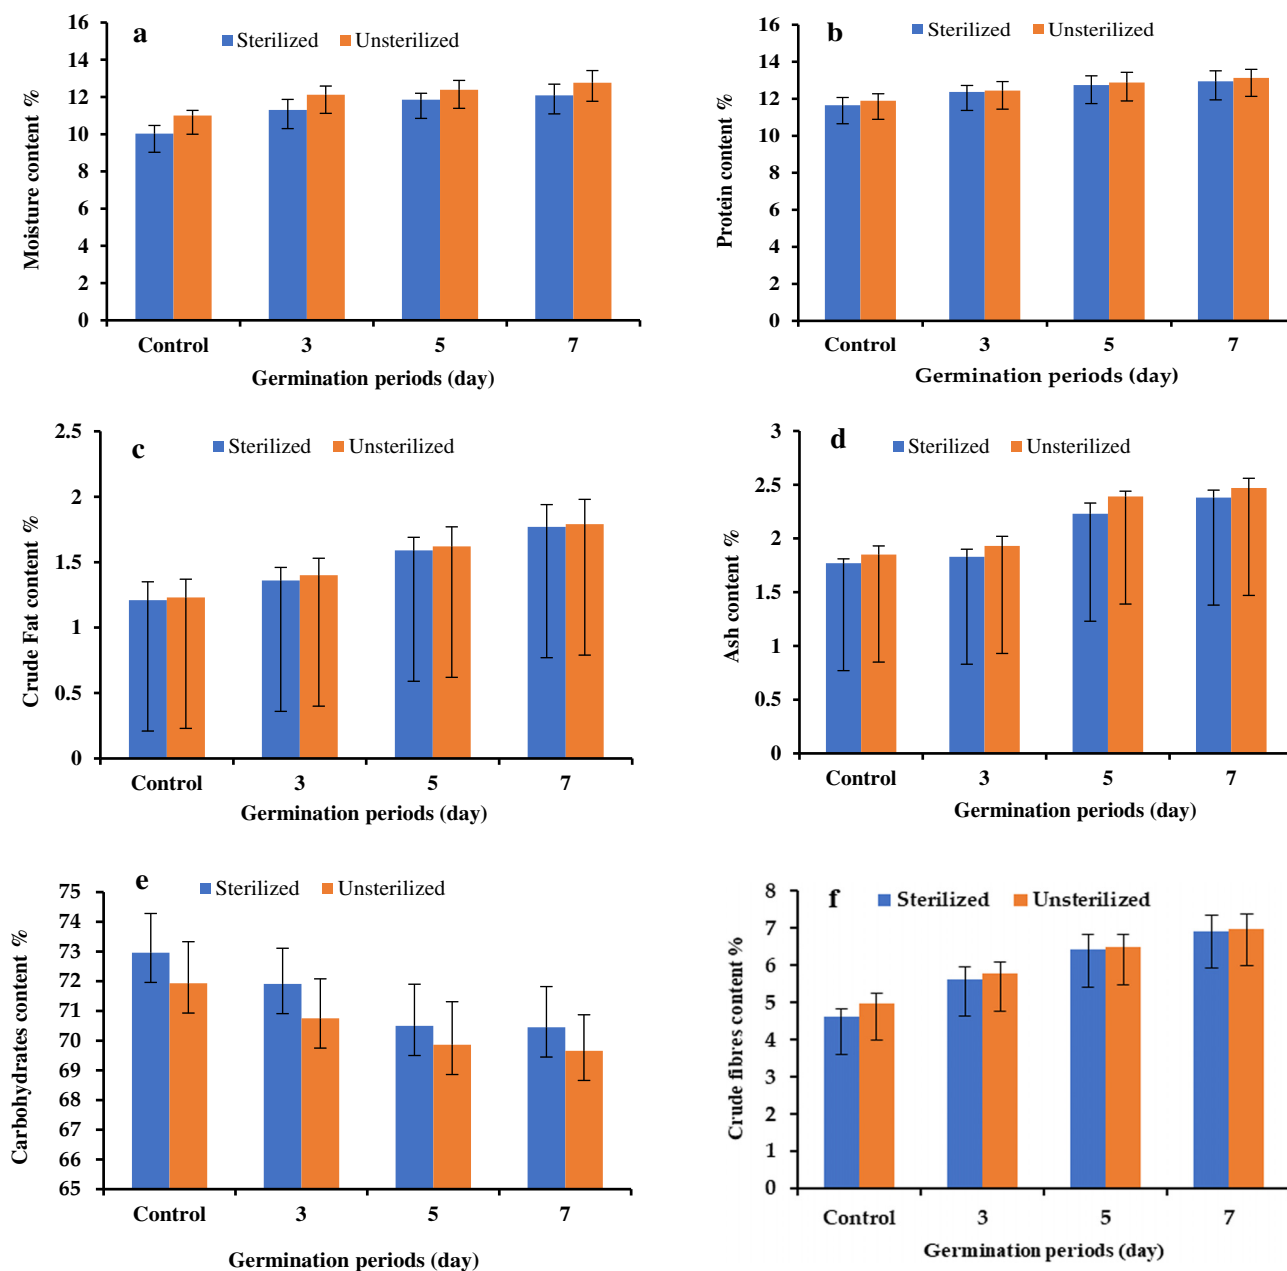 a
Sterilized Unsterilized
Moisture content %
16
14
12
10
8
6
4
2
0
Control 3 5 7
Germination periods (day)
b
Sterilized Unsterilized
Protein content %
16
14
12
10
8
6
4
2
0
Control 3 5 7
Germination periods (day)
c
Sterilized Unsterilized
Crude Fat content %
2.5
2
1.5
1
0.5
0
Control 3 5 7
Germination periods (day)
d
Sterilized Unsterilized
Ash content %
3
2.5
2
1.5
1
0.5
0
Control 3 5 7
Germination periods (day)
e
Sterilized Unsterilized
Carbohydrates content %
75
74
73
72
71
70
69
68
67
66
65
Control 3 5 7
Germination periods (day)
f
Sterilized Unsterilized
Crude fibres content %
8
7
6
5
4
3
2
1
0
Control 3 5 7
Germination periods (day)